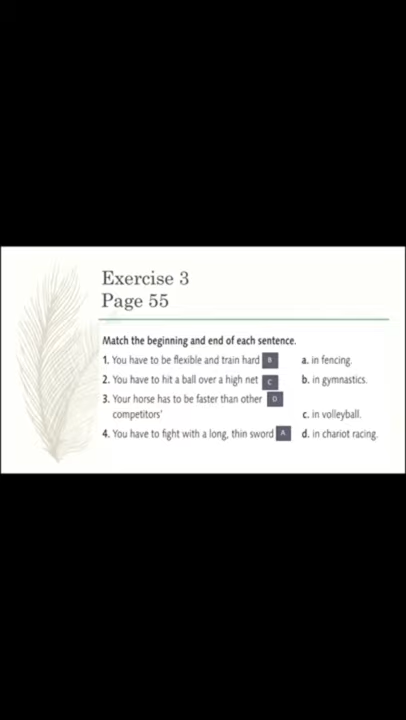 Exercise 3
Page 55
Match the beginning and end of each sentence.
1. You have to be flexible and train hard B a. in fencing.
2. You have to hit a ball over a high net C b. in gymnastics.
3. Your horse has to be faster than other D
competitors' c. in volleyball.
4. You have to fight with a long, thin sword A d. in chariot racing.